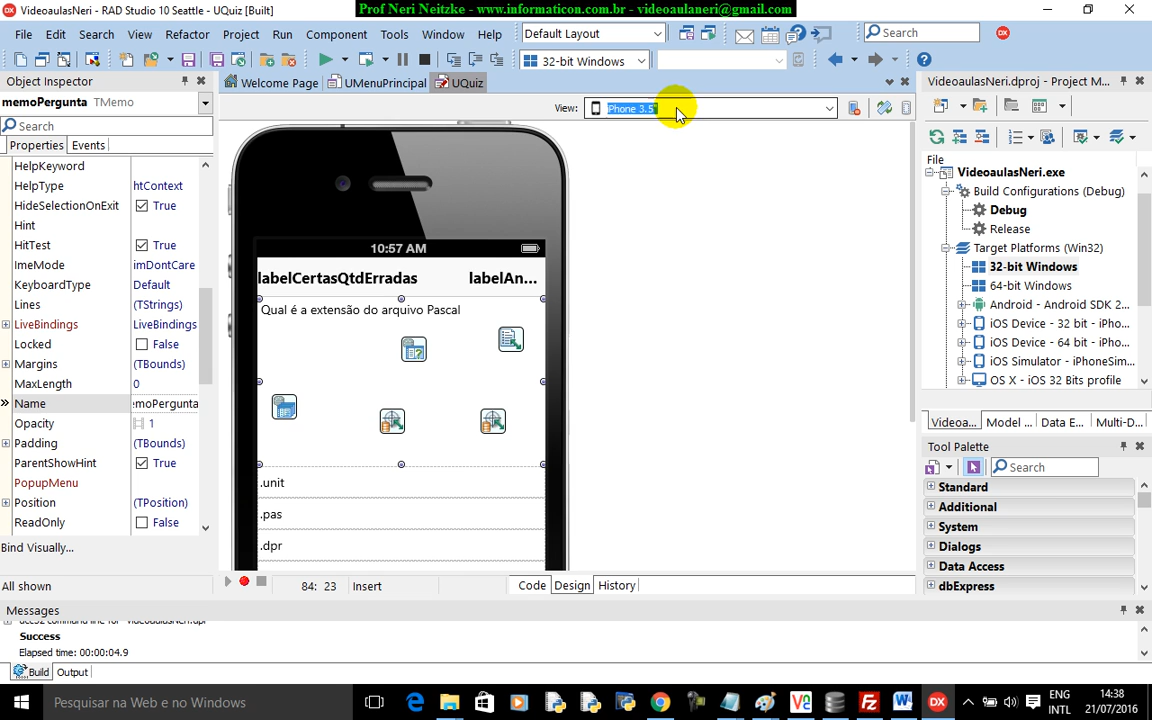 VideoaulasNeri - RAD Studio 10 Seattle - UQuiz [Built]
Prof Neri Neitzke - www.informaticon.com.br - videoaulaneri@gmail.com
File Edit Search View Refactor Project Run Component Tools Window Help
Default Layout
Search
32-bit Windows
Object Inspector
Welcome Page
UMenuPrincipal
UQuiz
VideoaulasNeri.dproj - Project M...
memoPergunta TMemo
View:
iPhone 3.5"
Search
Properties Events
HelpKeyword
HelpType htContext
HideSelectionOnExit True
Hint
HitTest True
ImeMode imDontCare
KeyboardType Default
Lines (TStrings)
LiveBindings LiveBindings
Locked False
Margins (TBounds)
MaxLength 0
Name
Opacity 1
Padding (TBounds)
ParentShowHint True
PopupMenu
Position (TPosition)
ReadOnly False
Bind Visually...
All shown
10:57 AM
labelCertasQtdErradas
labelAn...
Qual é a extensão do arquivo Pascal
.unit
.pas
.dpr
84: 23 Insert
Code Design History
File
VideoaulasNeri.exe
Build Configurations (Debug)
Debug
Release
Target Platforms (Win32)
32-bit Windows
64-bit Windows
Android - Android SDK 2...
iOS Device - 32 bit - iPho...
iOS Device - 64 bit - iPho...
iOS Simulator - iPhoneSim...
OS X - iOS 32 Bits profile
Videoa... Model ... Data E... Multi-D...
Tool Palette
Search
Standard
Additional
System
Dialogs
Data Access
dbExpress
Messages
Success
Elapsed time: 00:00:04.9
Build Output
Pesquisar na Web e no Windows
ENG
INTL
14:38
21/07/2016